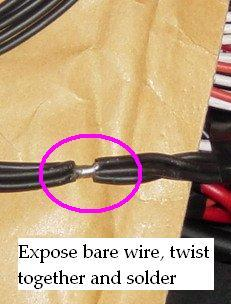 Expose bare wire, twist
together and solder